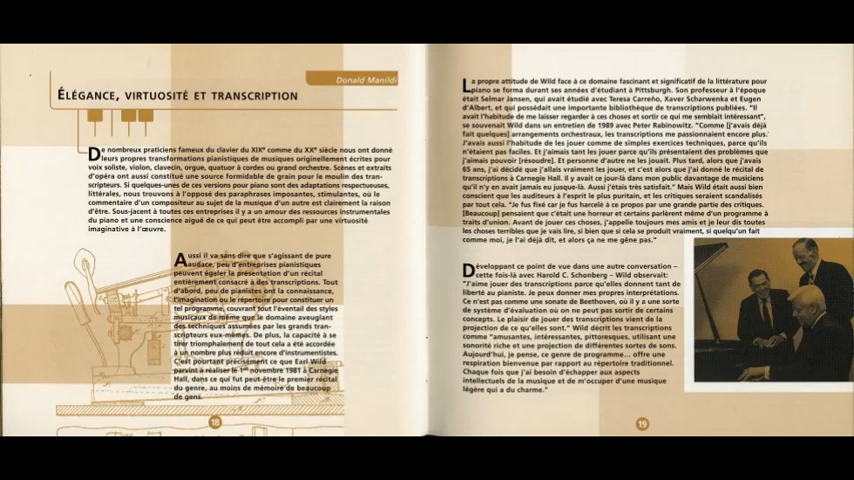 Donald Manildi
ÉLÉGANCE, VIRTUOSITÉ ET TRANSCRIPTION
De nombreux praticiens fameux du clavier du XIXe comme du XXe siècle nous ont donné
leurs propres transformations pianistiques de musiques originellement écrites pour
voix soliste, violon, clavecin, orgue, quatuor à cordes ou grand orchestre. Scènes et extraits
d'opéra ont aussi constitué une source formidable de grain pour le moulin des tran-
scripteurs. Si quelques-unes de ces versions pour piano sont des adaptations respectueuses,
littérales, nous trouvons à l'opposé des paraphrases imposantes, stimulantes, où le
commentaire d'un compositeur au sujet de la musique d'un autre est clairement la raison
d'être. Sous-jacent à toutes ces entreprises il y a un amour des ressources instrumentales
du piano et une conscience aiguë de ce qui peut être accompli par une virtuosité
imaginative à l'œuvre.
Aussi il va sans dire que s'agissant de pure
audace, peu d'entreprises pianistiques
peuvent égaler la présentation d'un récital
entièrement consacré à des transcriptions. Tout
d'abord, peu de pianistes ont la connaissance,
l'imagination ou le répertoire pour constituer un
tel programme, couvrant tout l'éventail des styles
musicaux de même que le domaine aveuglant
des techniques assumées par les grands tran-
scripteurs eux-mêmes. De plus, la capacité à se
tirer triomphalement de tout cela a été accordée
à un nombre plus réduit encore d'instrumentistes.
C'est pourtant précisément ce que Earl Wild
parvint à réaliser le 1er novembre 1981 à Carnegie
Hall, dans ce qui fut peut-être le premier récital
du genre, au moins de mémoire de beaucoup
de gens.
18
La propre attitude de Wild face à ce domaine fascinant et significatif de la littérature pour
piano se forma durant ses années d'étudiant à Pittsburgh. Son professeur à l'époque
était Selmar Jansen, qui avait étudié avec Teresa Carreño, Xaver Scharwenka et Eugen
d'Albert, et qui possédait une importante bibliothèque de transcriptions publiées. "Il
avait l'habitude de me laisser regarder à ces choses et sortir ce qui me semblait intéressant",
se souvenait Wild dans un entretien de 1989 avec Peter Rabinowitz. "Comme [j'avais déjà
fait quelques] arrangements orchestraux, les transcriptions me passionnaient encore plus.
J'avais aussi l'habitude de les jouer comme de simples exercices techniques, parce qu'ils
n'étaient pas faciles. Et j'aimais tant les jouer parce qu'ils présentaient des problèmes que
j'aimais pouvoir [résoudre]. Et personne d'autre ne les jouait. Plus tard, alors que j'avais
65 ans, j'ai décidé que j'allais vraiment les jouer, et c'est alors que j'ai donné le récital de
transcriptions à Carnegie Hall. Il y avait ce jour-là dans mon public davantage de musiciens
qu'il n'y en avait jamais eu jusque-là. Aussi j'étais très satisfait." Mais Wild était aussi bien
conscient que les auditeurs à l'esprit le plus puritain, et les critiques seraient scandalisés
par tout cela. "Je fus fixé car je fus harcelé à ce propos par une grande partie des critiques.
[Beaucoup] pensaient que c'était une horreur et certains parlèrent même d'un programme à
traits d'union. Avant de jouer ces choses, j'appelle toujours mes amis et je leur dis toutes
les choses terribles que je vais lire, si bien que si cela se produit vraiment, si quelqu'un fait
comme moi, je l'ai déjà dit, et alors ça ne me gêne pas."
Développant ce point de vue dans une autre conversation –
cette fois-là avec Harold C. Schonberg – Wild observait:
"J'aime jouer des transcriptions parce qu'elles donnent tant de
liberté au pianiste. Je peux donner mes propres interprétations.
Ce n'est pas comme une sonate de Beethoven, où il y a une sorte
de système d'évaluation où on ne peut pas sortir de certains
concepts. Le plaisir de jouer des transcriptions vient de la
projection de ce qu'elles sont." Wild décrit les transcriptions
comme "amusantes, intéressantes, pittoresques, utilisant une
sonorité riche et une projection de différentes sortes de sons.
Aujourd'hui, je pense, ce genre de programme... offre une
respiration bienvenue par rapport au répertoire traditionnel.
Chaque fois que j'ai besoin d'échapper aux aspects
intellectuels de la musique et de m'occuper d'une musique
légère qui a du charme."
19